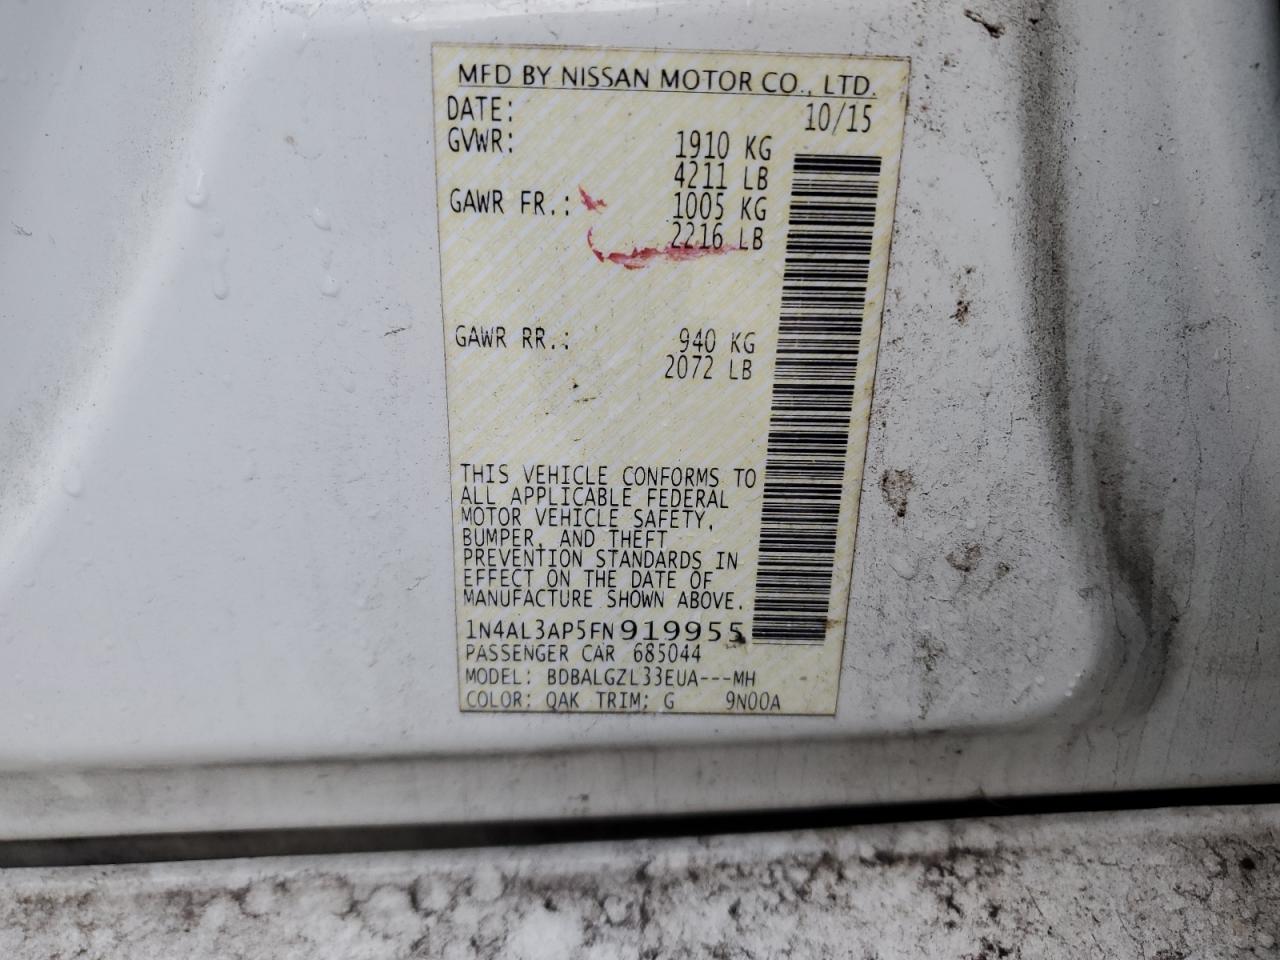 MFD BY NISSAN MOTOR CO., LTD.
DATE: 10/15
GVWR: 1910 KG
4211 LB
GAWR FR.: 1005 KG
2216 LB
GAWR RR.: 940 KG
2072 LB
THIS VEHICLE CONFORMS TO
ALL APPLICABLE FEDERAL
MOTOR VEHICLE SAFETY,
BUMPER, AND THEFT
PREVENTION STANDARDS IN
EFFECT ON THE DATE OF
MANUFACTURE SHOWN ABOVE.
1N4AL3AP5FN919955
PASSENGER CAR 685044
MODEL: BDBALGZL33EUA---MH
COLOR: QAK TRIM: G 9N00A